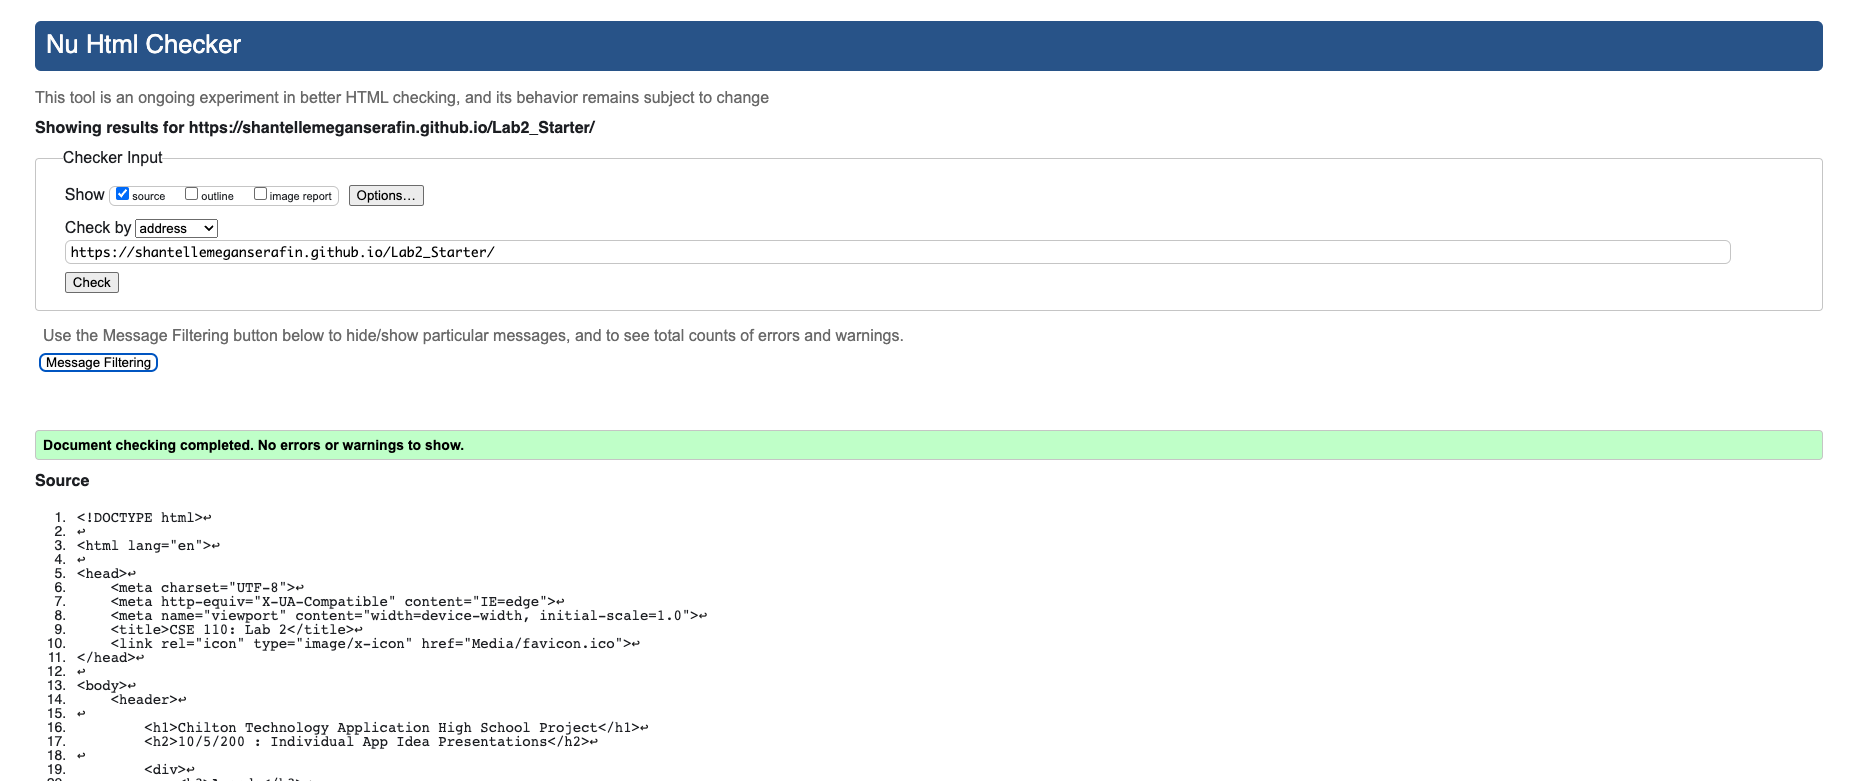 Nu Html Checker
This tool is an ongoing experiment in better HTML checking, and its behavior remains subject to change
Showing results for https://shantellemeganserafin.github.io/Lab2_Starter/
Checker Input
Show source outline image report Options...
Check by address
https://shantellemeganserafin.github.io/Lab2_Starter/
Check
Use the Message Filtering button below to hide/show particular messages, and to see total counts of errors and warnings.
Message Filtering
Document checking completed. No errors or warnings to show.
Source
1. <!DOCTYPE html>↩
2. ↩
3. <html lang="en">↩
4. ↩
5. <head>↩
6. <meta charset="UTF-8">↩
7. <meta http-equiv="X-UA-Compatible" content="IE=edge">↩
8. <meta name="viewport" content="width=device-width, initial-scale=1.0">↩
9. <title>CSE 110: Lab 2</title>↩
10. <link rel="icon" type="image/x-icon" href="Media/favicon.ico">↩
11. </head>↩
12. ↩
13. <body>↩
14. <header>↩
15. ↩
16. <h1>Chilton Technology Application High School Project</h1>↩
17. <h2>10/5/200 : Individual App Idea Presentations</h2>↩
18. ↩
19. <div>↩